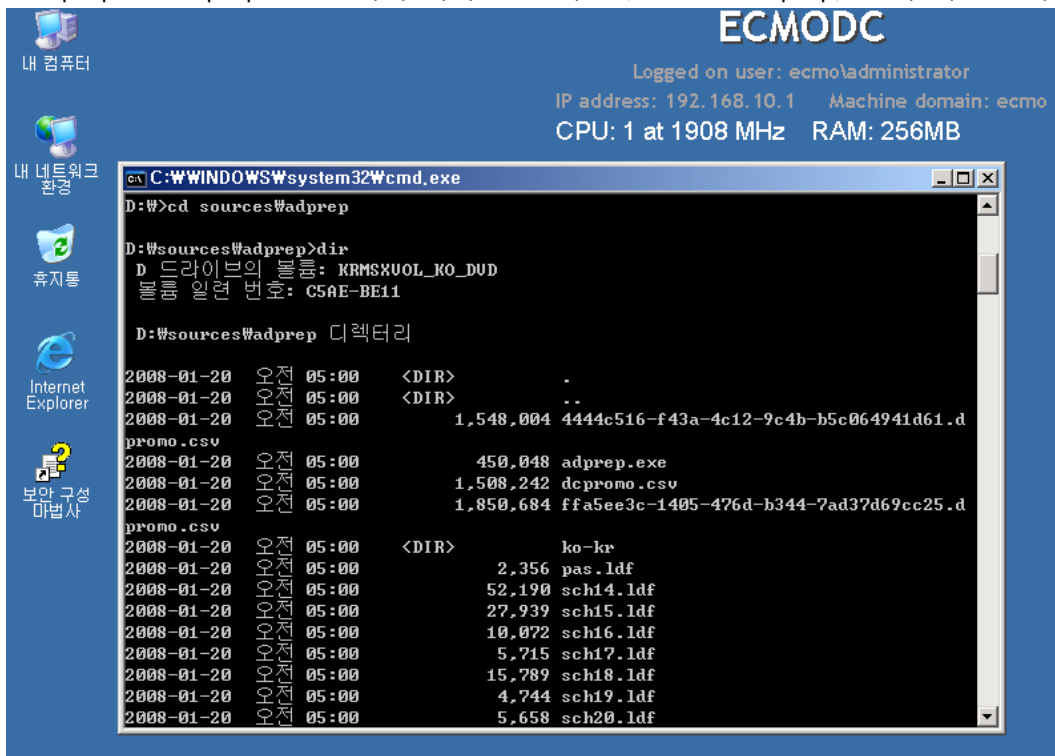 ECMODC
내 컴퓨터
Logged on user: ecmo\administrator
IP address: 192.168.10.1 Machine domain: ecmo
CPU: 1 at 1908 MHz RAM: 256MB
내 네트워크
환경
휴지통
Internet
Explorer
보안 구성
마법사
C:₩WINDOWS₩system32₩cmd.exe
D:₩>cd sources₩adprep
D:₩sources₩adprep>dir
D 드라이브의 볼륨: KRMSXVOL_KO_DVD
볼륨 일련 번호: C5AE-BE11
D:₩sources₩adprep 디렉터리
2008-01-20 오전 05:00 <DIR> .
2008-01-20 오전 05:00 <DIR> ..
2008-01-20 오전 05:00 1,548,004 4444c516-f43a-4c12-9c4b-b5c064941d61.d
promo.csv
2008-01-20 오전 05:00 450,048 adprep.exe
2008-01-20 오전 05:00 1,508,242 dcpromo.csv
2008-01-20 오전 05:00 1,850,684 ffa5ee3c-1405-476d-b344-7ad37d69cc25.d
promo.csv
2008-01-20 오전 05:00 <DIR> ko-kr
2008-01-20 오전 05:00 2,356 pas.ldf
2008-01-20 오전 05:00 52,190 sch14.ldf
2008-01-20 오전 05:00 27,939 sch15.ldf
2008-01-20 오전 05:00 10,072 sch16.ldf
2008-01-20 오전 05:00 5,715 sch17.ldf
2008-01-20 오전 05:00 15,789 sch18.ldf
2008-01-20 오전 05:00 4,744 sch19.ldf
2008-01-20 오전 05:00 5,658 sch20.ldf